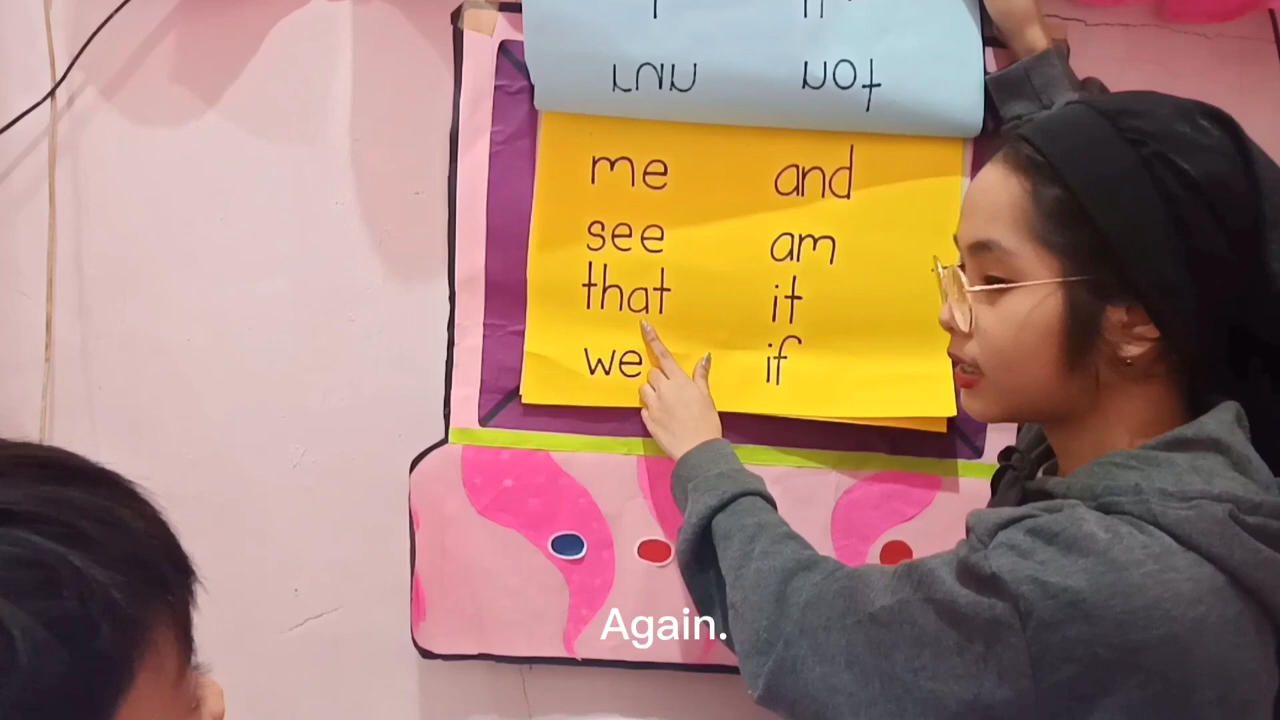 run not
me and
see am
that it
we if
Again.